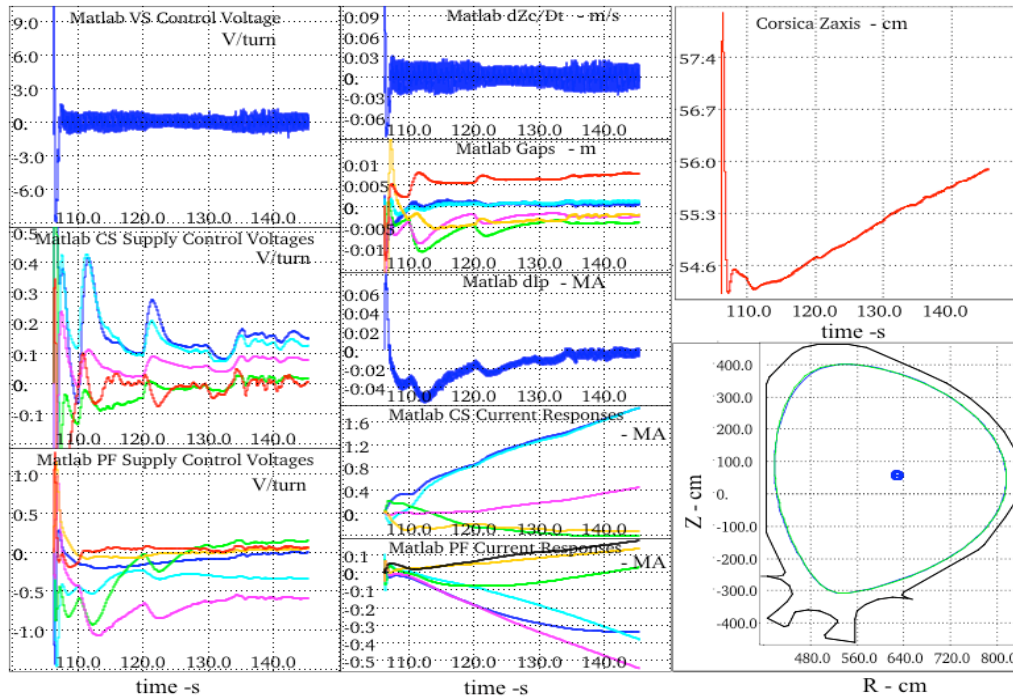 Matlab VS Control Voltage
V/turn
9.0
6.0
3.0
0.
-3.0
-6.0
110.0 120.0 130.0 140.0
Matlab CS Supply Control Voltages
V/turn
0.5
0.4
0.3
0.2
0.1
0.
-0.1
110.0 120.0 130.0 140.0
Matlab PF Supply Control Voltages
V/turn
1.0
0.5
0.
-0.5
-1.0
110.0 120.0 130.0 140.0
time -s
Matlab dZc/Dt - m/s
0.09
0.06
0.03
0.
-0.03
-0.06
110.0 120.0 130.0 140.0
Matlab Gaps - m
0.01
0.005
0.
-0.005
-0.01
110.0 120.0 130.0 140.0
Matlab dIp - MA
0.06
0.04
0.02
0.
-0.02
-0.04
110.0 120.0 130.0 140.0
Matlab CS Current Responses
- MA
1.6
1.2
0.8
0.4
0.
110.0 120.0 130.0 140.0
Matlab PF Current Responses
- MA
0.1
0.
-0.1
-0.2
-0.3
-0.4
-0.5
110.0 120.0 130.0 140.0
time -s
Corsica Zaxis - cm
57.4
56.7
56.0
55.3
54.6
110.0 120.0 130.0 140.0
time -s
Z - cm
400.0
300.0
200.0
100.0
0.
-100.0
-200.0
-300.0
-400.0
480.0 560.0 640.0 720.0 800.0
R - cm